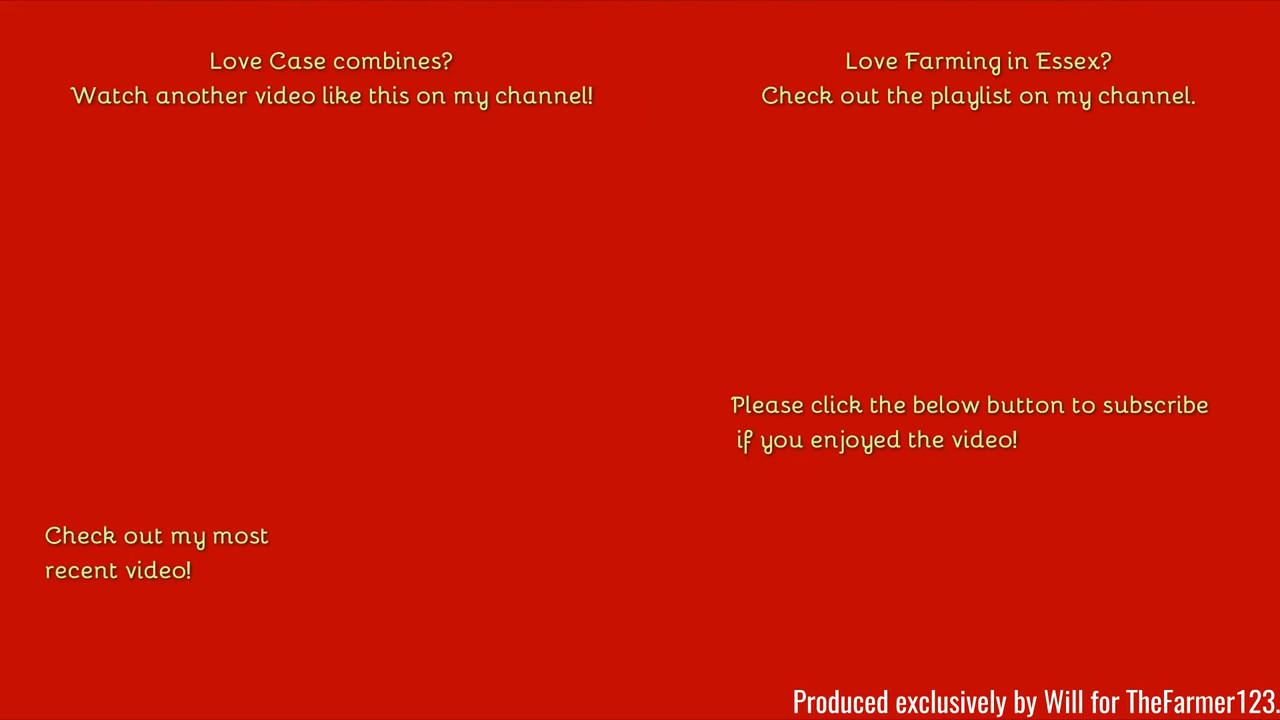 Love Case combines?
Watch another video like this on my channel!
Love Farming in Essex?
Check out the playlist on my channel.
Please click the below button to subscribe
if you enjoyed the video!
Check out my most
recent video!
Produced exclusively by Will for TheFarmer123.